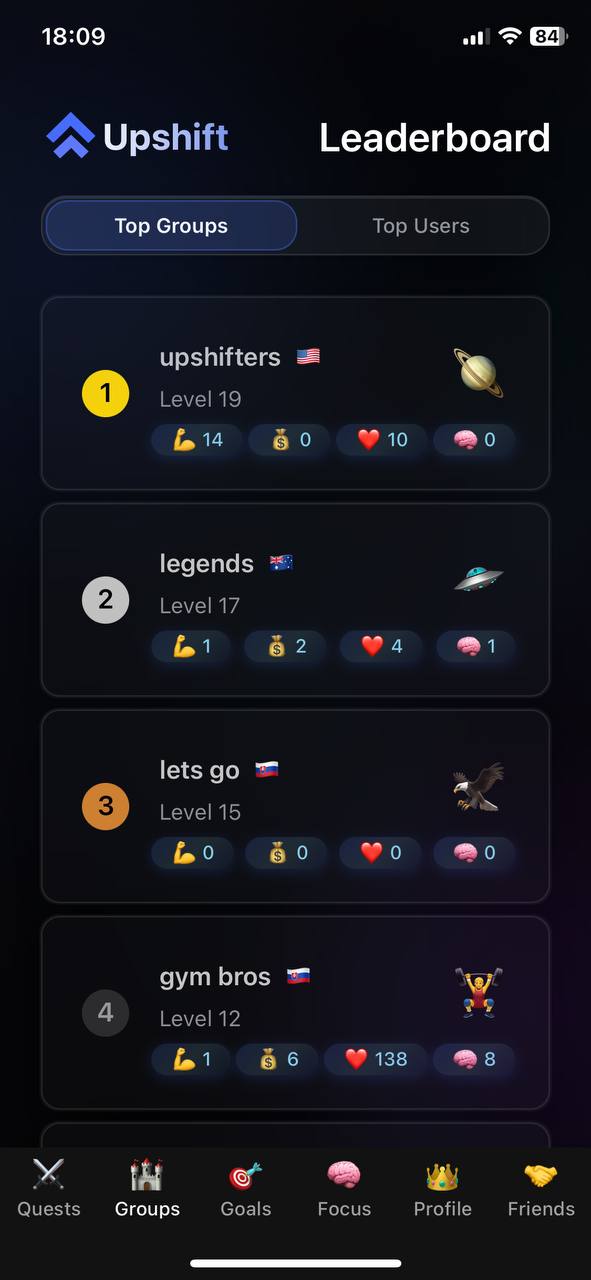 18:09
84
Upshift
Leaderboard
Top Groups
Top Users
1
upshifters 🇺🇸
Level 19
💪 14 💰 0 ❤️ 10 🧠 0
2
legends 🇦🇺
Level 17
💪 1 💰 2 ❤️ 4 🧠 1
3
lets go 🇸🇰
Level 15
💪 0 💰 0 ❤️ 0 🧠 0
4
gym bros 🇸🇰
Level 12
💪 1 💰 6 ❤️ 138 🧠 8
Quests Groups Goals Focus Profile Friends